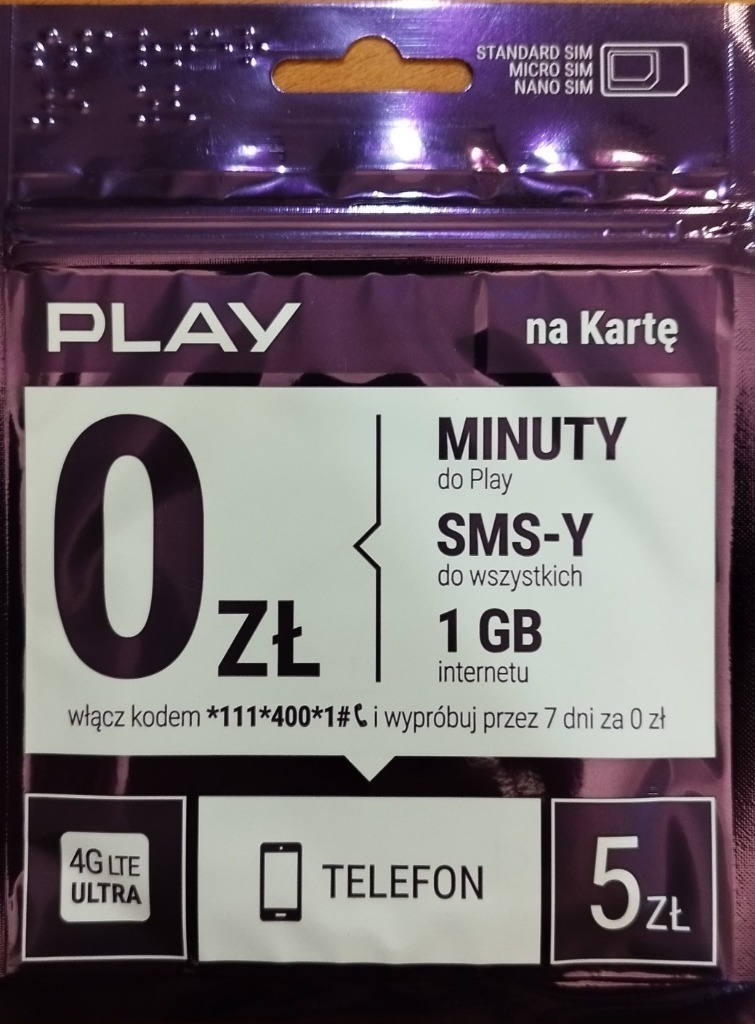 STANDARD SIM
MICRO SIM
NANO SIM
PLAY
na Kartę
0 ZŁ
MINUTY
do Play
SMS-Y
do wszystkich
1 GB
internetu
włącz kodem *111*400*1# i wypróbuj przez 7 dni za 0 zł
4G LTE
ULTRA
TELEFON
5 ZŁ